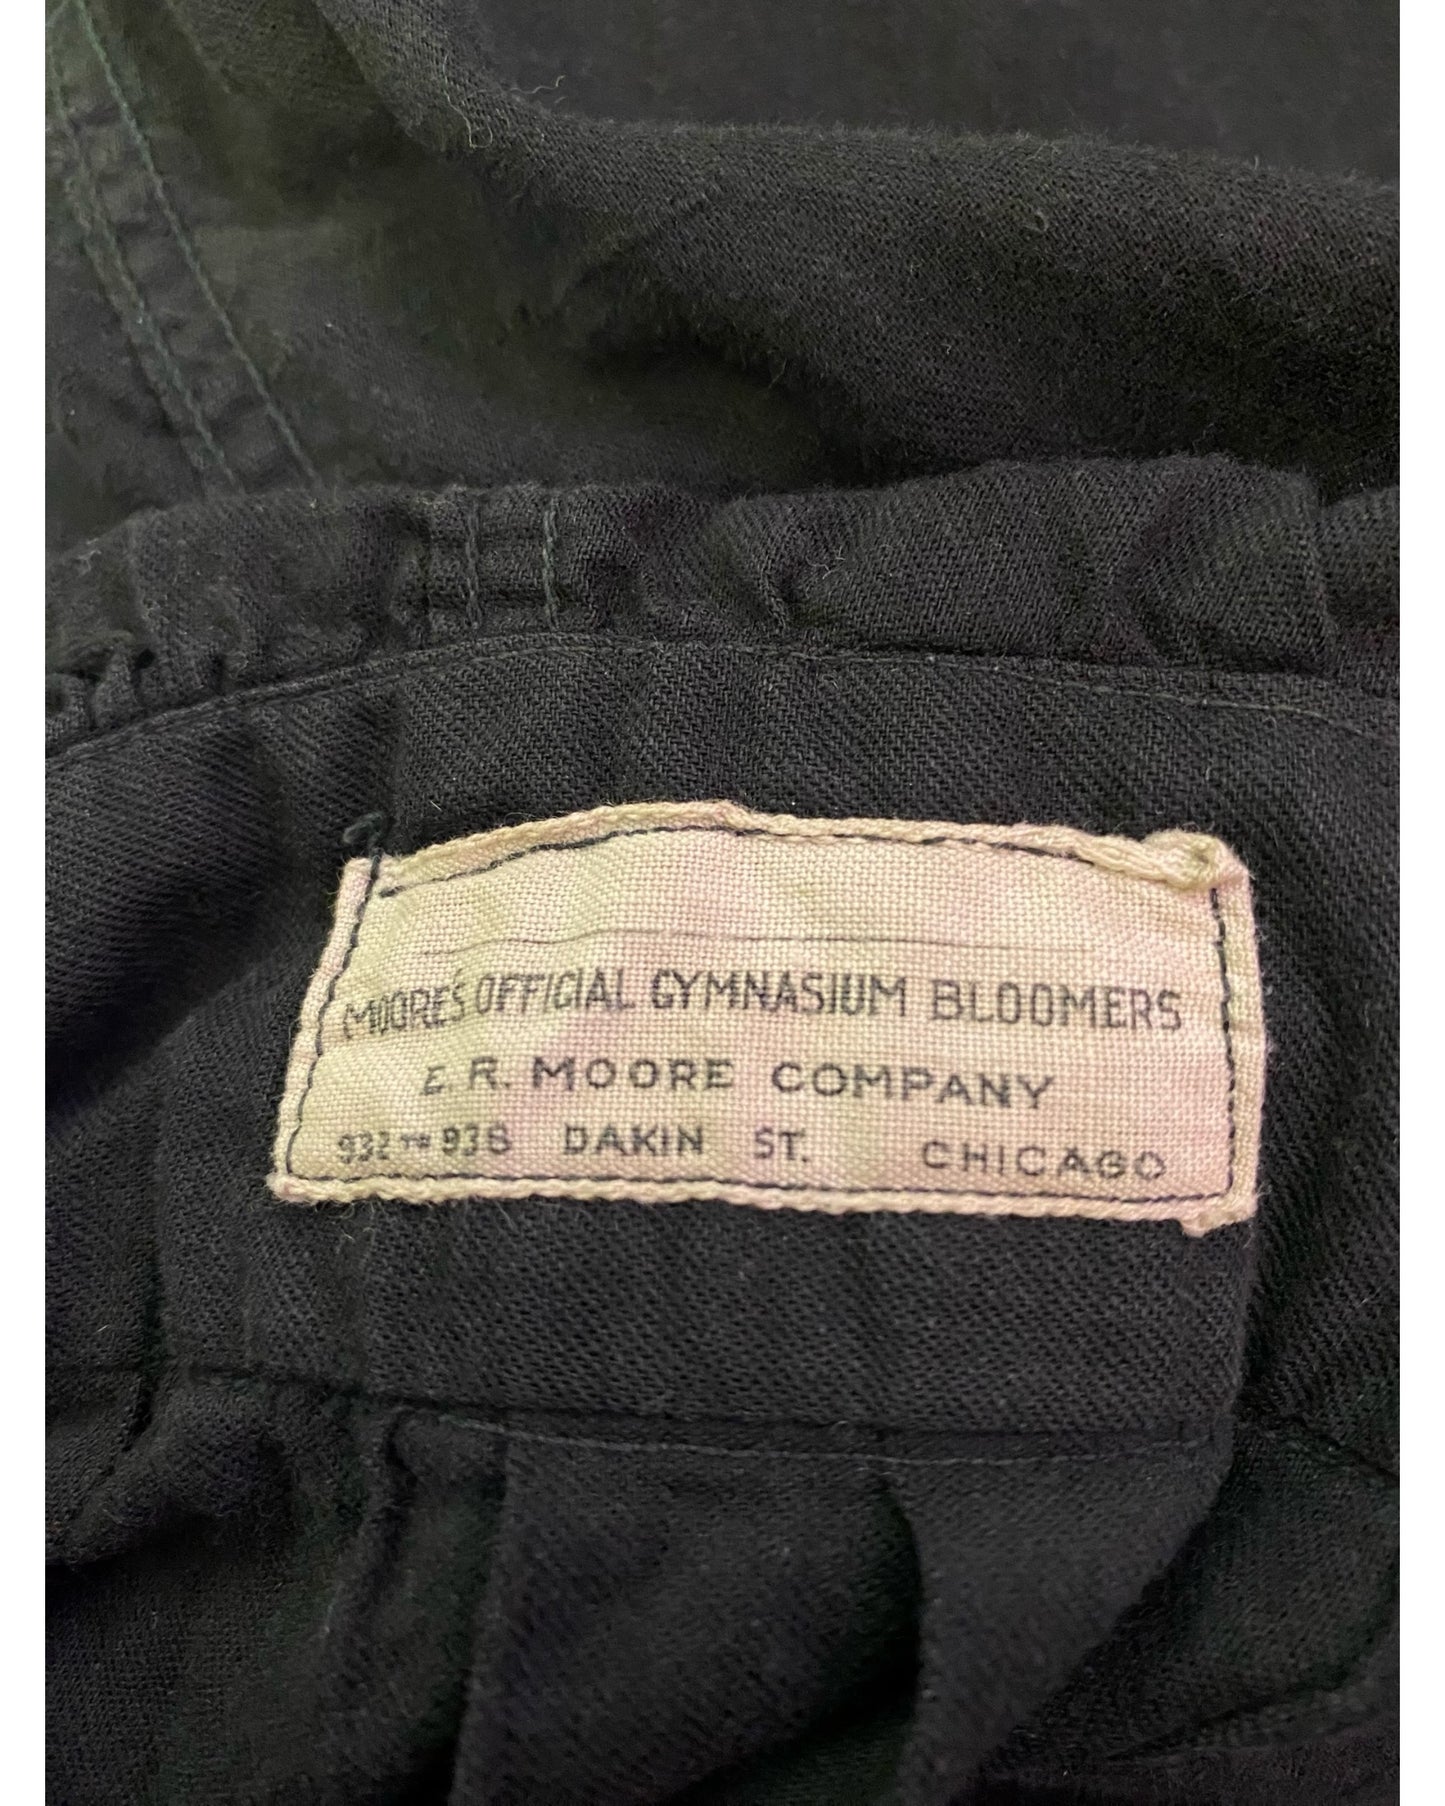 MOORE'S OFFICIAL GYMNASIUM BLOOMERS
E. R. MOORE COMPANY
932 TO 938 DAKIN ST. CHICAGO